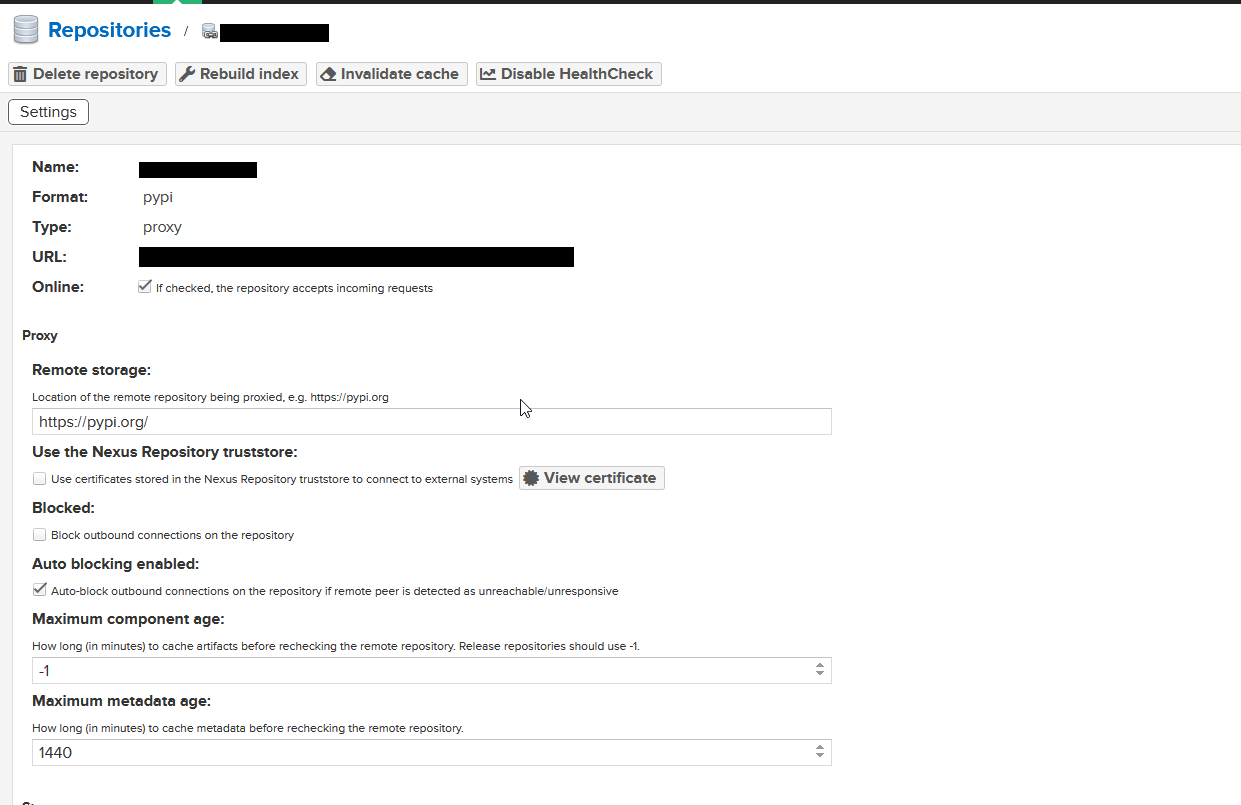 Repositories /
Delete repository Rebuild index Invalidate cache Disable HealthCheck
Settings
Name:
Format: pypi
Type: proxy
URL:
Online: If checked, the repository accepts incoming requests
Proxy
Remote storage:
Location of the remote repository being proxied, e.g. https://pypi.org
https://pypi.org/
Use the Nexus Repository truststore:
Use certificates stored in the Nexus Repository truststore to connect to external systems View certificate
Blocked:
Block outbound connections on the repository
Auto blocking enabled:
Auto-block outbound connections on the repository if remote peer is detected as unreachable/unresponsive
Maximum component age:
How long (in minutes) to cache artifacts before rechecking the remote repository. Release repositories should use -1.
-1
Maximum metadata age:
How long (in minutes) to cache metadata before rechecking the remote repository.
1440